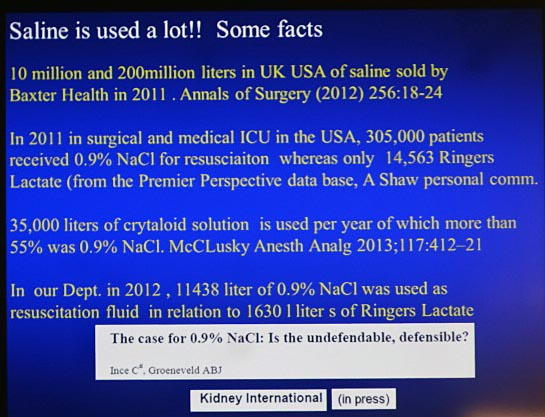 Saline is used a lot!! Some facts
10 million and 200million liters in UK USA of saline sold by
Baxter Health in 2011 . Annals of Surgery (2012) 256:18-24
In 2011 in surgical and medical ICU in the USA, 305,000 patients
received 0.9% NaCl for resusciaiton whereas only 14,563 Ringers
Lactate (from the Premier Perspective data base, A Shaw personal comm.
35,000 liters of crytaloid solution is used per year of which more than
55% was 0.9% NaCl. McCLusky Anesth Analg 2013;117:412–21
In our Dept. in 2012 , 11438 liter of 0.9% NaCl was used as
resuscitation fluid in relation to 1630 l liter s of Ringers Lactate
The case for 0.9% NaCl: Is the undefendable, defensible?
Ince C#, Groeneveld ABJ
Kidney International (in press)